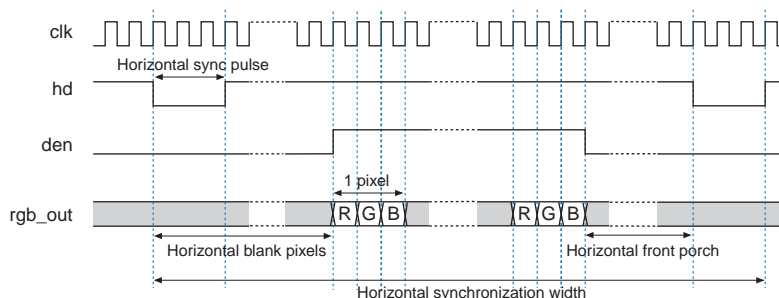 clk
Horizontal sync pulse
hd
den
1 pixel
rgb_out
R G B
R G B
Horizontal blank pixels
Horizontal front porch
Horizontal synchronization width